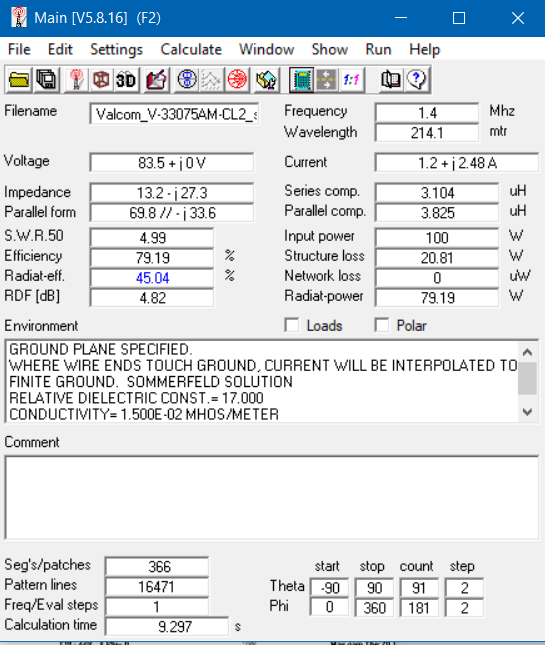 Main [V5.8.16] (F2)
File Edit Settings Calculate Window Show Run Help
3D 1:1 ?
Filename Valcom_V-33075AM-CL2_s Frequency 1.4 Mhz
Wavelength 214.1 mtr
Voltage 83.5 + j 0 V Current 1.2 + j 2.48 A
Impedance 13.2 - j 27.3 Series comp. 3.104 uH
Parallel form 69.8 // - j 33.6 Parallel comp. 3.825 uH
S.W.R.50 4.99 Input power 100 W
Efficiency 79.19 % Structure loss 20.81 W
Radiat-eff. 45.04 % Network loss 0 uW
RDF [dB] 4.82 Radiat-power 79.19 W
Environment Loads Polar
GROUND PLANE SPECIFIED.
WHERE WIRE ENDS TOUCH GROUND, CURRENT WILL BE INTERPOLATED TO
FINITE GROUND. SOMMERFELD SOLUTION
RELATIVE DIELECTRIC CONST.= 17.000
CONDUCTIVITY= 1.500E-02 MHOS/METER
Comment
Seg's/patches 366 start stop count step
Pattern lines 16471 Theta -90 90 91 2
Freq/Eval steps 1 Phi 0 360 181 2
Calculation time 9.297 s